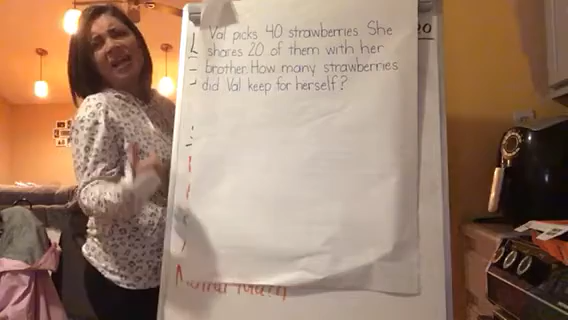 Val picks 40 strawberries. She
shares 20 of them with her
brother. How many strawberries
did Val keep for herself?
20